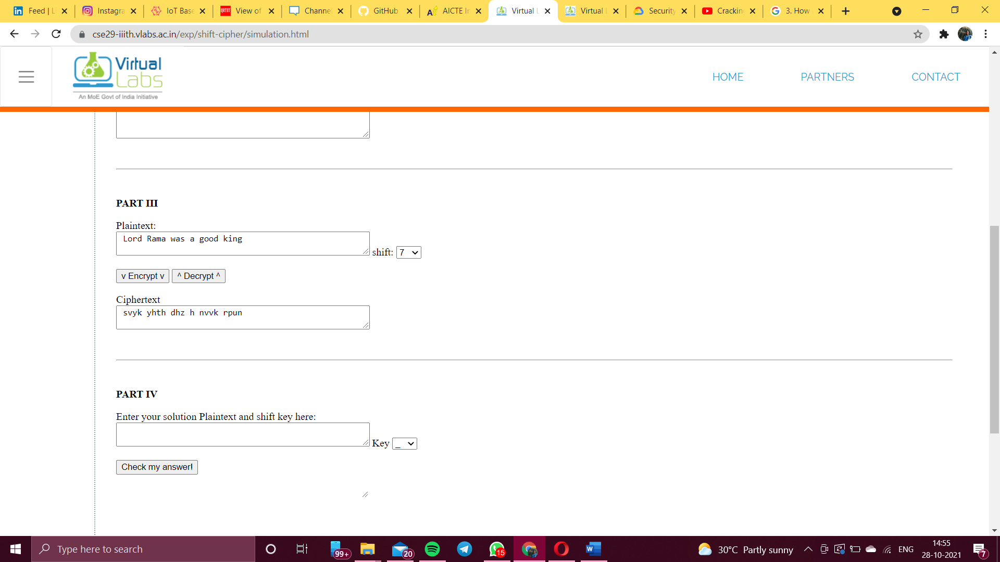 Feed | L
Instagra
IoT Base
View of
Channe
GitHub
AICTE In
Virtual L
Virtual L
Security
Crackin
3. How
cse29-iiith.vlabs.ac.in/exp/shift-cipher/simulation.html
Virtual
Labs
An MoE Govt of India Initiative
HOME
PARTNERS
CONTACT
PART III
Plaintext:
Lord Rama was a good king
shift: 7
v Encrypt v
^ Decrypt ^
Ciphertext
svyk yhth dhz h nvvk rpun
PART IV
Enter your solution Plaintext and shift key here:
Key _
Check my answer!
Type here to search
99+
20
15
30°C Partly sunny
ENG
14:55
28-10-2021
7